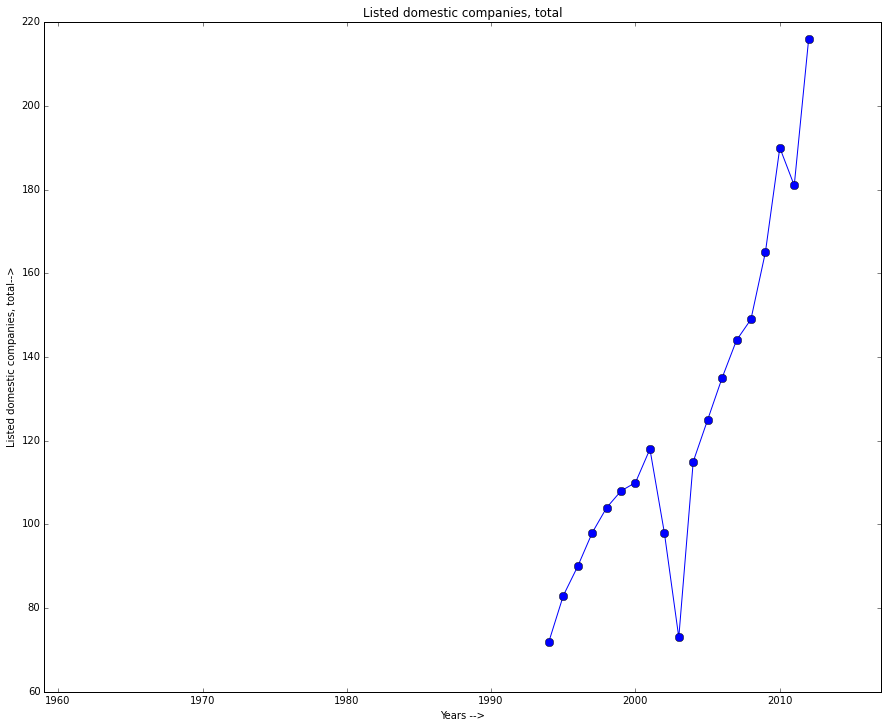 Listed domestic companies, total
220
200
180
160
140
120
100
80
60
Listed domestic companies, total-->
1960 1970 1980 1990 2000 2010
Years -->